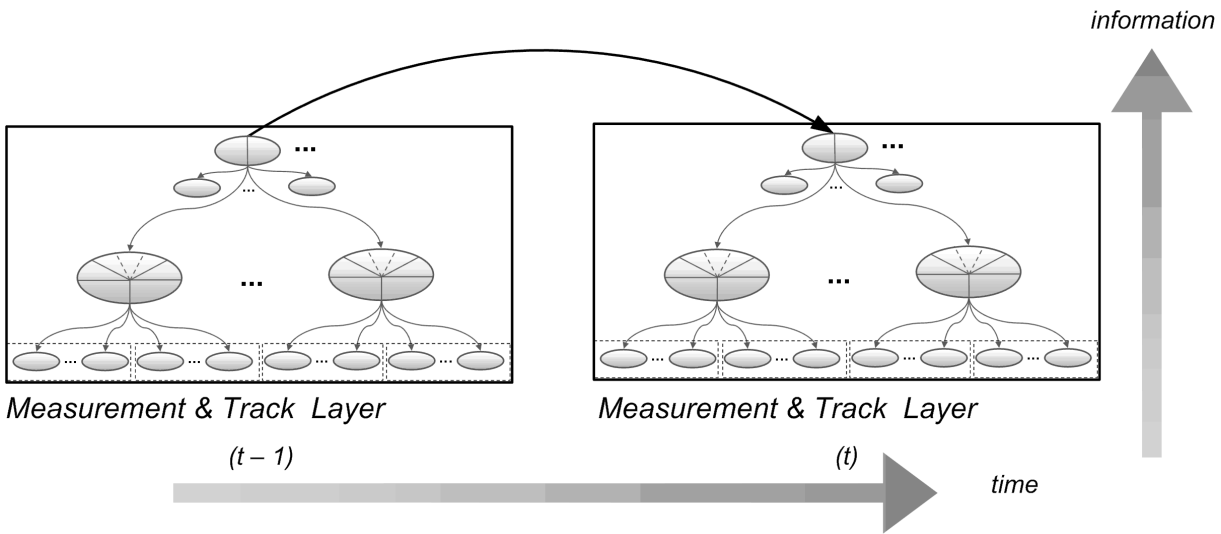 information
Measurement & Track Layer
Measurement & Track Layer
(t – 1)
(t)
time